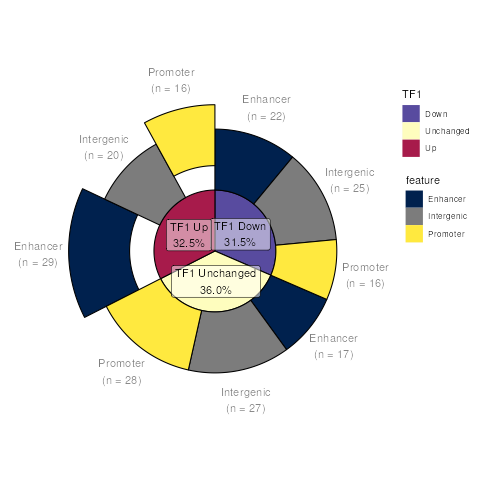 Promoter
(n = 16)
Enhancer
(n = 22)
Intergenic
(n = 20)
Intergenic
(n = 25)
TF1 Up
32.5%
TF1 Down
31.5%
Enhancer
(n = 29)
TF1 Unchanged
36.0%
Promoter
(n = 16)
Enhancer
(n = 17)
Promoter
(n = 28)
Intergenic
(n = 27)
TF1
Down
Unchanged
Up
feature
Enhancer
Intergenic
Promoter